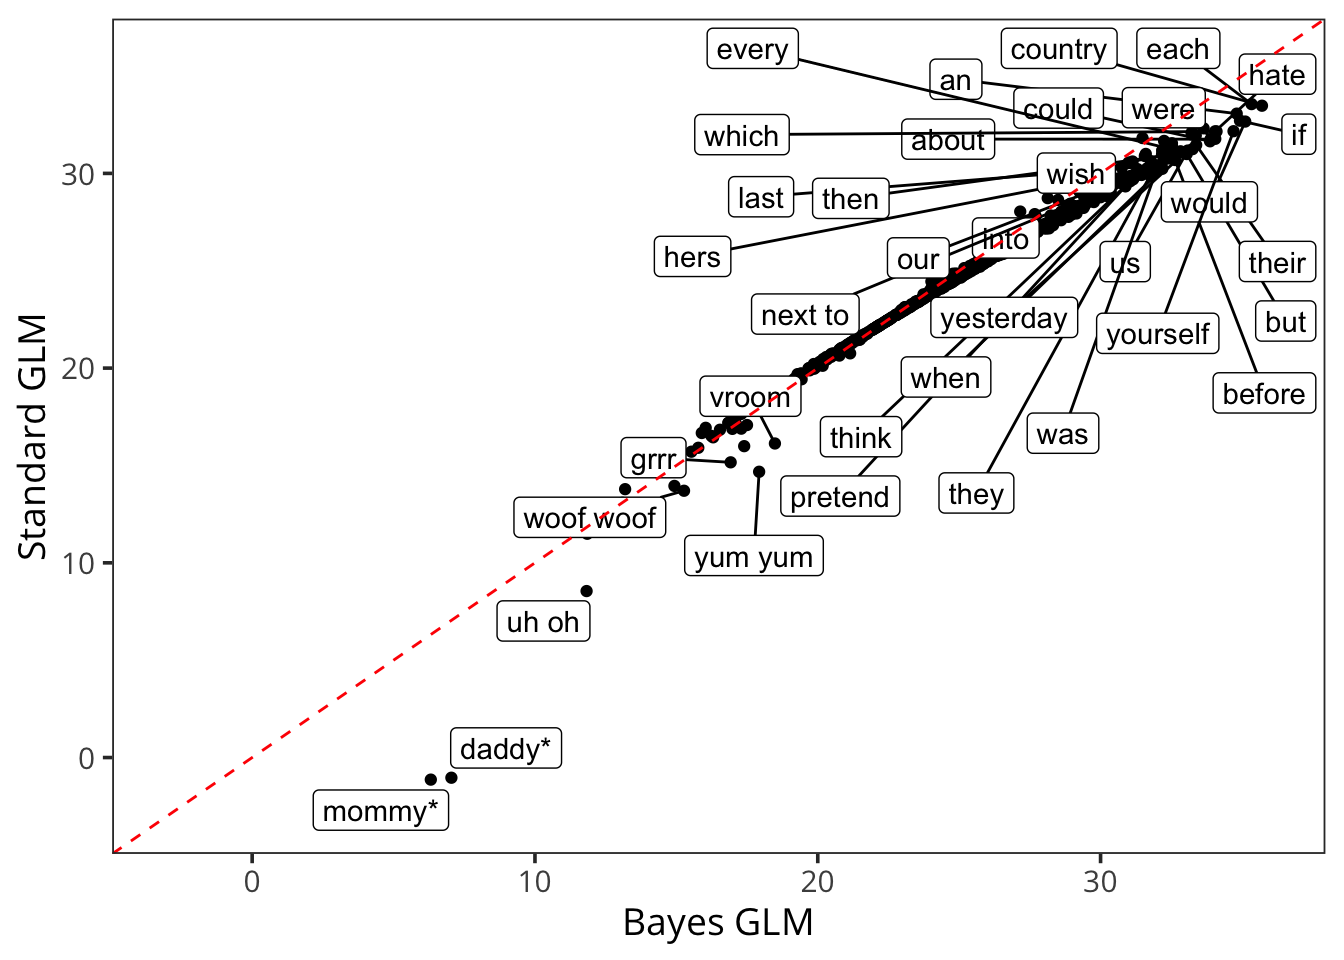 every
country
each
an
hate
could
were
which
about
if
30
wish
last
then
would
hers
our
into
us
their
next to
yesterday
yourself
but
20
when
before
vroom
think
was
grrr
pretend
they
woof woof
yum yum
10
uh oh
daddy*
0
mommy*
Standard GLM
0
10
20
30
Bayes GLM